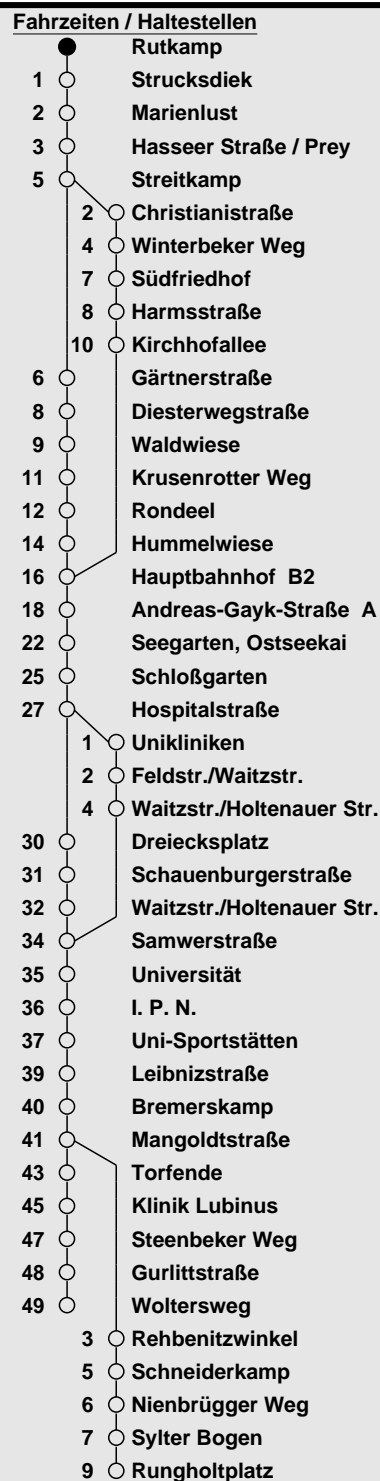 Fahrzeiten / Haltestellen
Rutkamp
1 Strucksdiek
2 Marienlust
3 Hasseer Straße / Prey
5 Streitkamp
2 Christianistraße
4 Winterbeker Weg
7 Südfriedhof
8 Harmsstraße
10 Kirchhofallee
6 Gärtnerstraße
8 Diesterwegstraße
9 Waldwiese
11 Krusenrotter Weg
12 Rondeel
14 Hummelwiese
16 Hauptbahnhof B2
18 Andreas-Gayk-Straße A
22 Seegarten, Ostseekai
25 Schloßgarten
27 Hospitalstraße
1 Unikliniken
2 Feldstr./Waitzstr.
4 Waitzstr./Holtenauer Str.
30 Dreiecksplatz
31 Schauenburgerstraße
32 Waitzstr./Holtenauer Str.
34 Samwerstraße
35 Universität
36 I. P. N.
37 Uni-Sportstätten
39 Leibnizstraße
40 Bremerskamp
41 Mangoldtstraße
43 Torfende
45 Klinik Lubinus
47 Steenbeker Weg
48 Gurlittstraße
49 Woltersweg
3 Rehbenitzwinkel
5 Schneiderkamp
6 Nienbrügger Weg
7 Sylter Bogen
9 Rungholtplatz